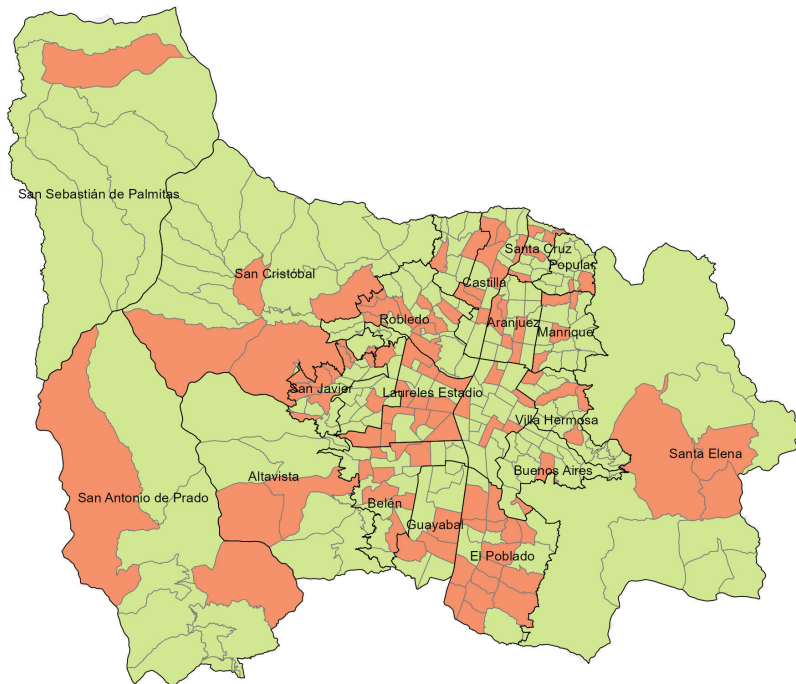 San Sebastián de Palmitas
Santa Cruz
Popular
San Cristóbal
Castilla
Robledo
Aranjuez
Manrique
San Javier
Laureles Estadio
Villa Hermosa
Santa Elena
Buenos Aires
Altavista
San Antonio de Prado
Belén
Guayabal
El Poblado